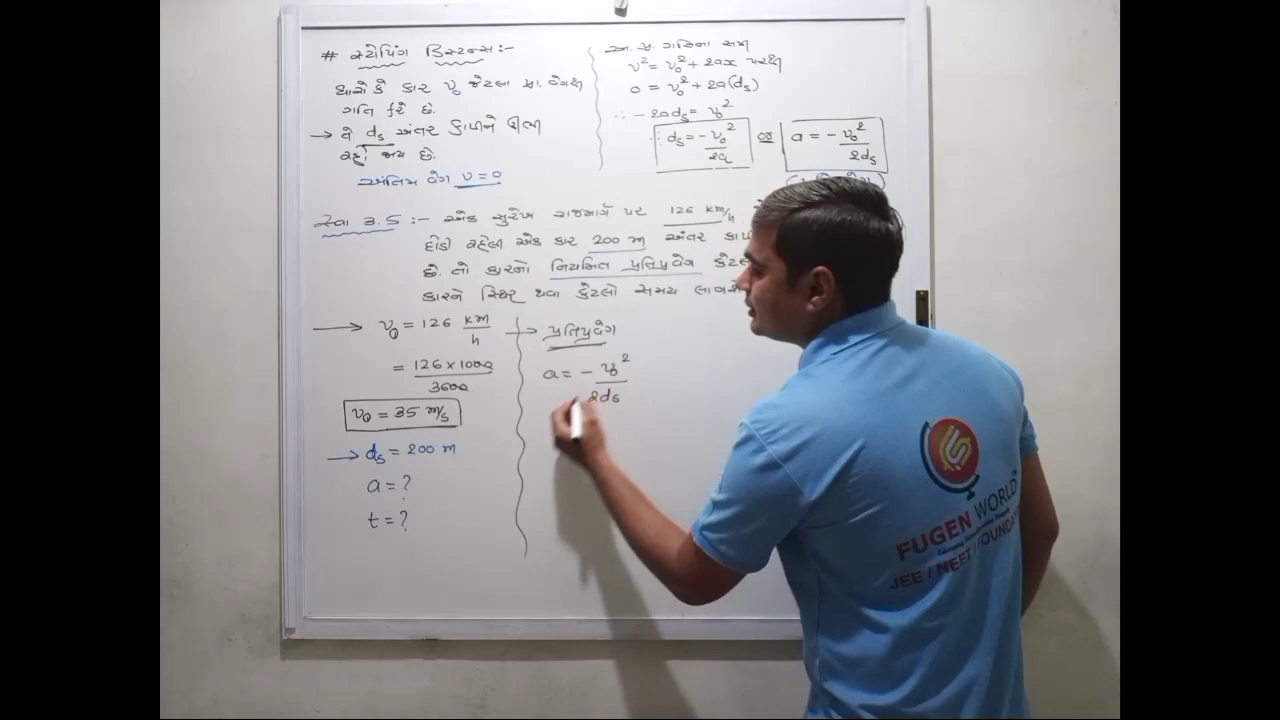 # સ્ટોપિંગ ડિસ્ટન્સ:-
ધારો કે કાર v₀ જેટલા પ્રા. વેગથી
ગતિ કરે છે.
→ તે dₛ અંતર કાપીને ઊભી
રહી જાય છે.
અંતિમ વેગ v = 0
અ. પ્ર. ગતિના સમી
v² = v₀² + 2ax પરથી
0 = v₀² + 2a(dₛ)
∴ - 2adₛ = v₀²
∴ dₛ = - v₀² / 2a or a = - v₀² / 2dₛ
સ્વા 3.5 :- એક સુરેખ રાજમાર્ગ પર 126 km/h
દોડી રહેલી એક કાર 200 m અંતર કાપી
છે. તો કારનો નિયમિત પ્રતિપ્રવેગ કેટલ
કારને સ્થિર થવા કેટલો સમય લાગશે
→ v₀ = 126 km/h
= 126 × 1000 / 3600
v₀ = 35 m/s
→ dₛ = 200 m
a = ?
t = ?
→ પ્રતિપ્રવેગ
a = - v₀² / 2dₛ
FUGEN WORLD
JEE / NEET / FOUNDAT